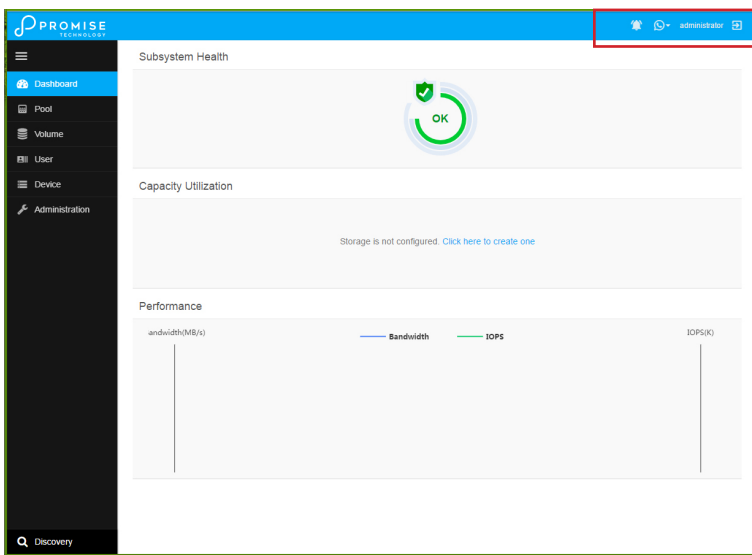 PROMISE
TECHNOLOGY
administrator
Dashboard
Pool
Volume
User
Device
Administration
Discovery
Subsystem Health
OK
Capacity Utilization
Storage is not configured. Click here to create one
Performance
andwidth(MB/s)
Bandwidth
IOPS
IOPS(K)